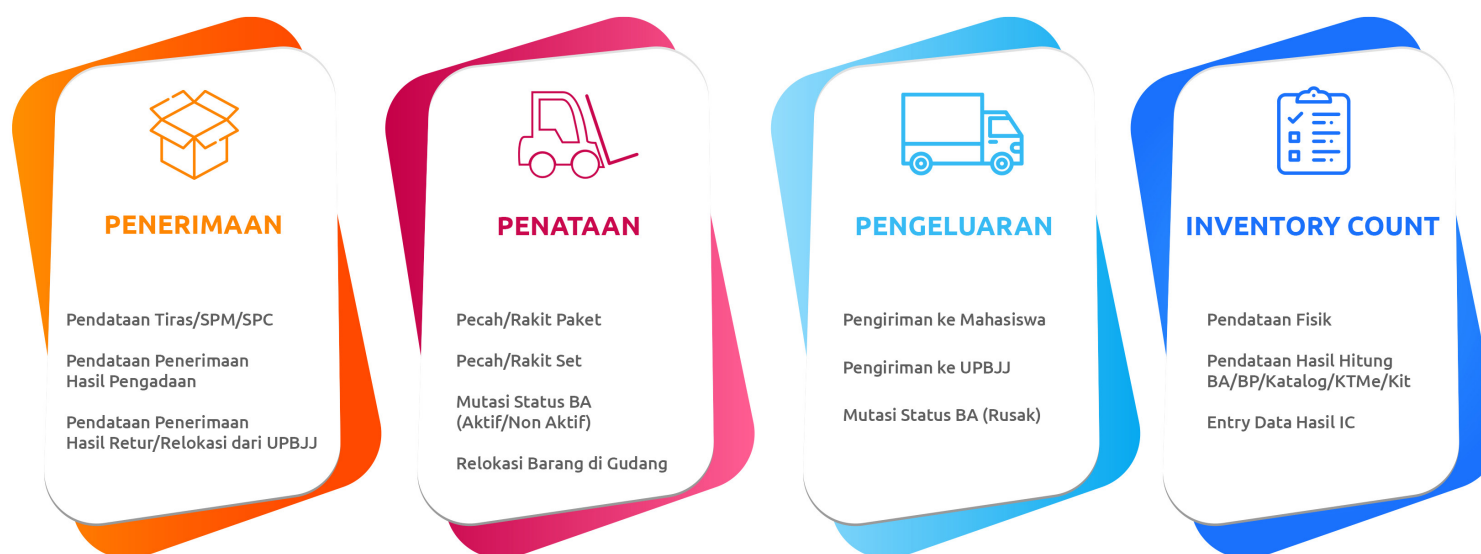 PENERIMAAN
Pendataan Tiras/SPM/SPC
Pendataan Penerimaan
Hasil Pengadaan
Pendataan Penerimaan
Hasil Retur/Relokasi dari UPBJJ
PENATAAN
Pecah/Rakit Paket
Pecah/Rakit Set
Mutasi Status BA
(Aktif/Non Aktif)
Relokasi Barang di Gudang
PENGELUARAN
Pengiriman ke Mahasiswa
Pengiriman ke UPBJJ
Mutasi Status BA (Rusak)
INVENTORY COUNT
Pendataan Fisik
Pendataan Hasil Hitung
BA/BP/Katalog/KTMe/Kit
Entry Data Hasil IC